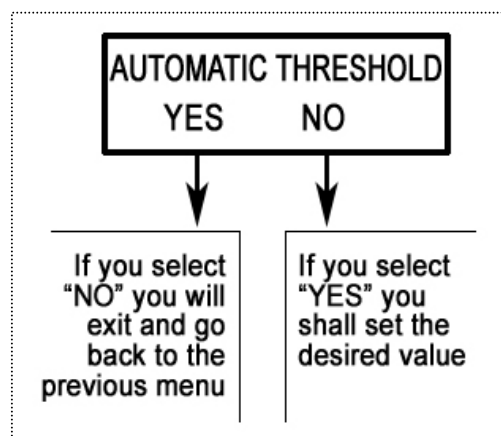 AUTOMATIC THRESHOLD
YES NO
If you select
“NO” you will
exit and go
back to the
previous menu
If you select
“YES” you
shall set the
desired value